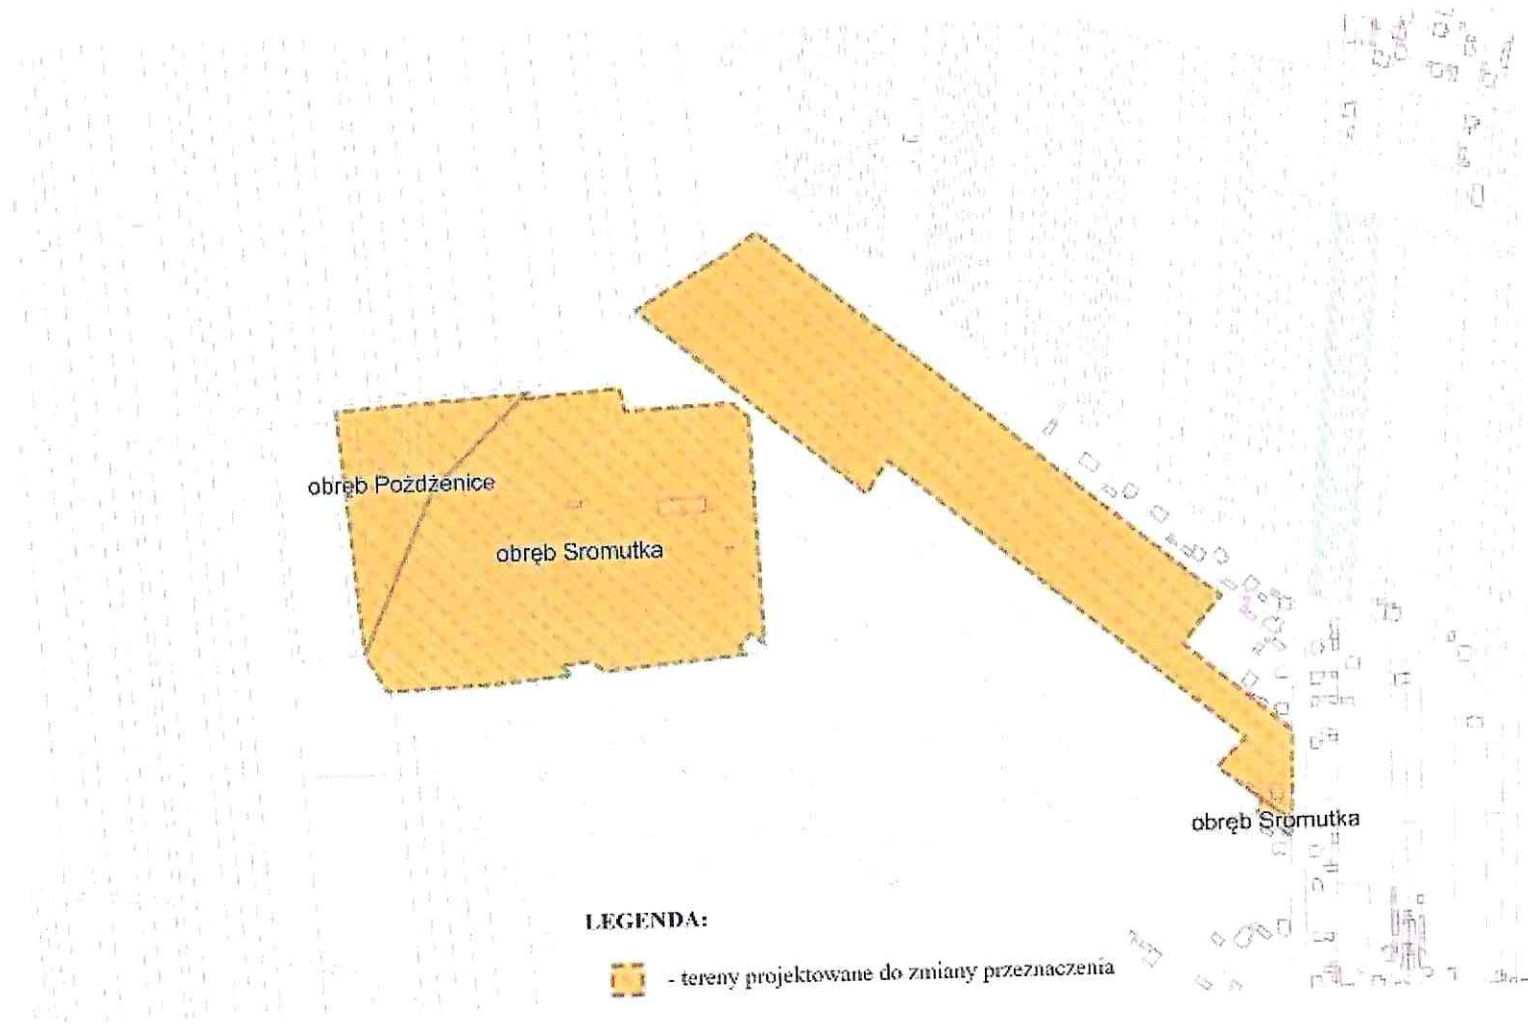 obręb Pożdżenice
obręb Sromutka
obręb Sromutka
LEGENDA:
- tereny projektowane do zmiany przeznaczenia